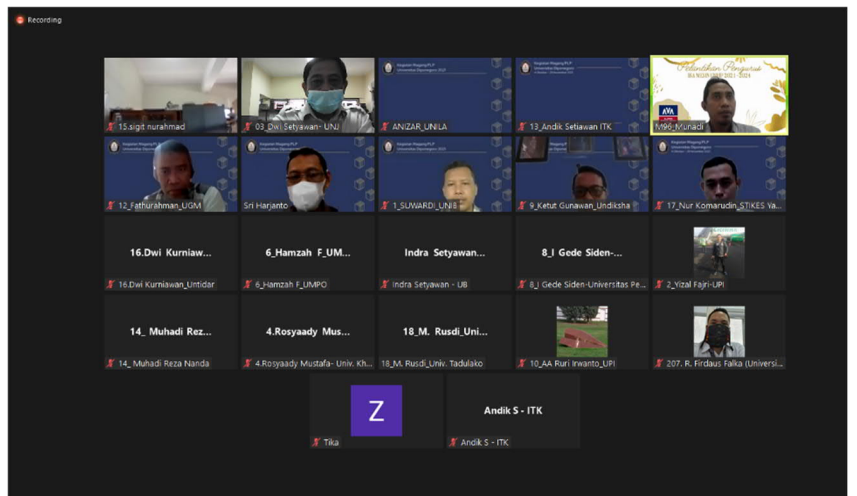 Recording
15.sigit nurahmad
03_Dwi Setyawan- UNJ
ANIZAR_UNILA
13_Andik Setiawan ITK
Pelantikan Pengurus
AVA
M96_Munadi
12_Fathurahman_UGM
Sri Harjanto
1_SUWARDI_UNIB
9_Ketut Gunawan_Undiksha
17_Nur Komarudin_STIKES Ya...
16.Dwi Kurniaw...
6_Hamzah F_UM...
Indra Setyawan...
8_I Gede Siden-...
16.Dwi Kurniawan_Untidar
6_Hamzah F_UMPO
Indra Setyawan - UB
8_I Gede Siden-Universitas Pe...
2_Yizal Fajri-UPI
14_ Muhadi Rez...
4.Rosyaady Mus...
18_M. Rusdi_Uni...
14_ Muhadi Reza Nanda
4.Rosyaady Mustafa- Univ. Kh...
18_M. Rusdi_Univ. Tadulako
10_AA Ruri Irwanto_UPI
207. R. Firdaus Falka (Universi...
Z
Andik S - ITK
Tika
Andik S - ITK